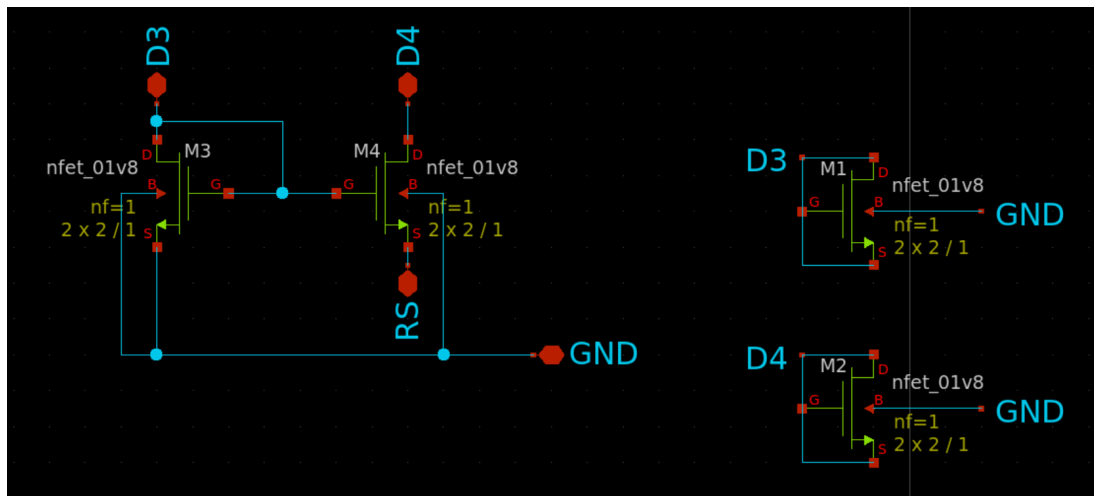 D3
D4
M3
M4
nfet_01v8
nfet_01v8
D
D
B
G
G
B
nf=1
nf=1
2 x 2 / 1
2 x 2 / 1
S
S
RS
GND
D3
M1
D
nfet_01v8
G
B
GND
nf=1
2 x 2 / 1
S
D4
M2
D
nfet_01v8
G
B
GND
nf=1
2 x 2 / 1
S